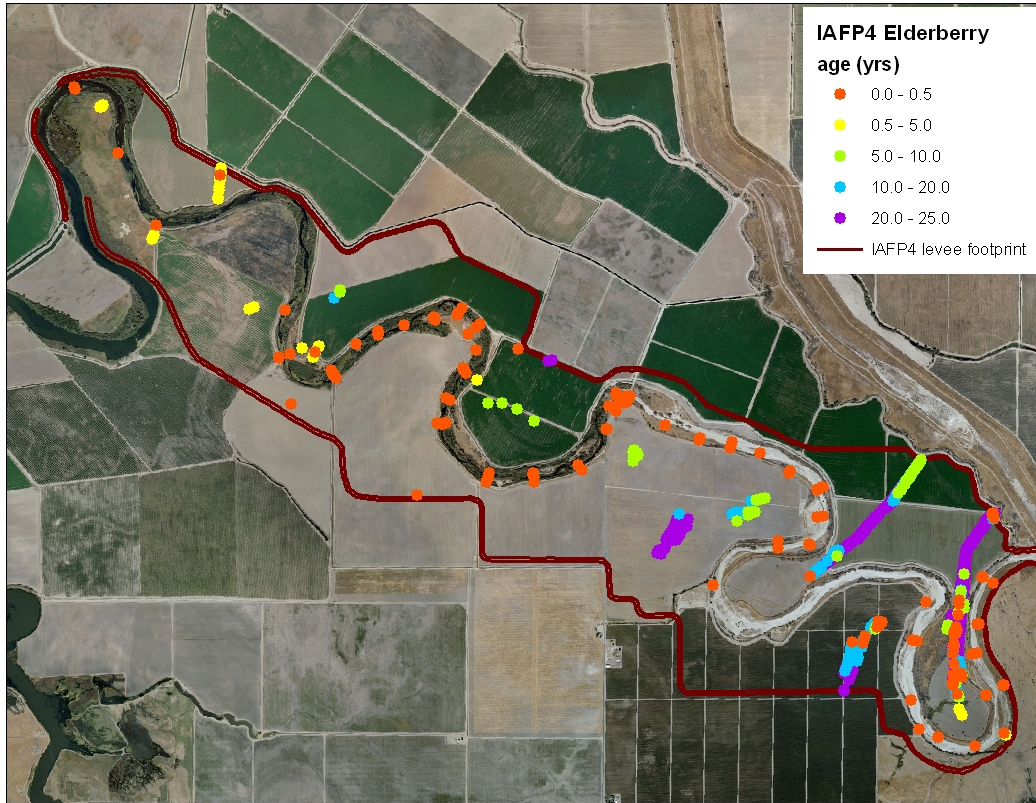 IAFP4 Elderberry
age (yrs)
0.0 - 0.5
0.5 - 5.0
5.0 - 10.0
10.0 - 20.0
20.0 - 25.0
IAFP4 levee footprint